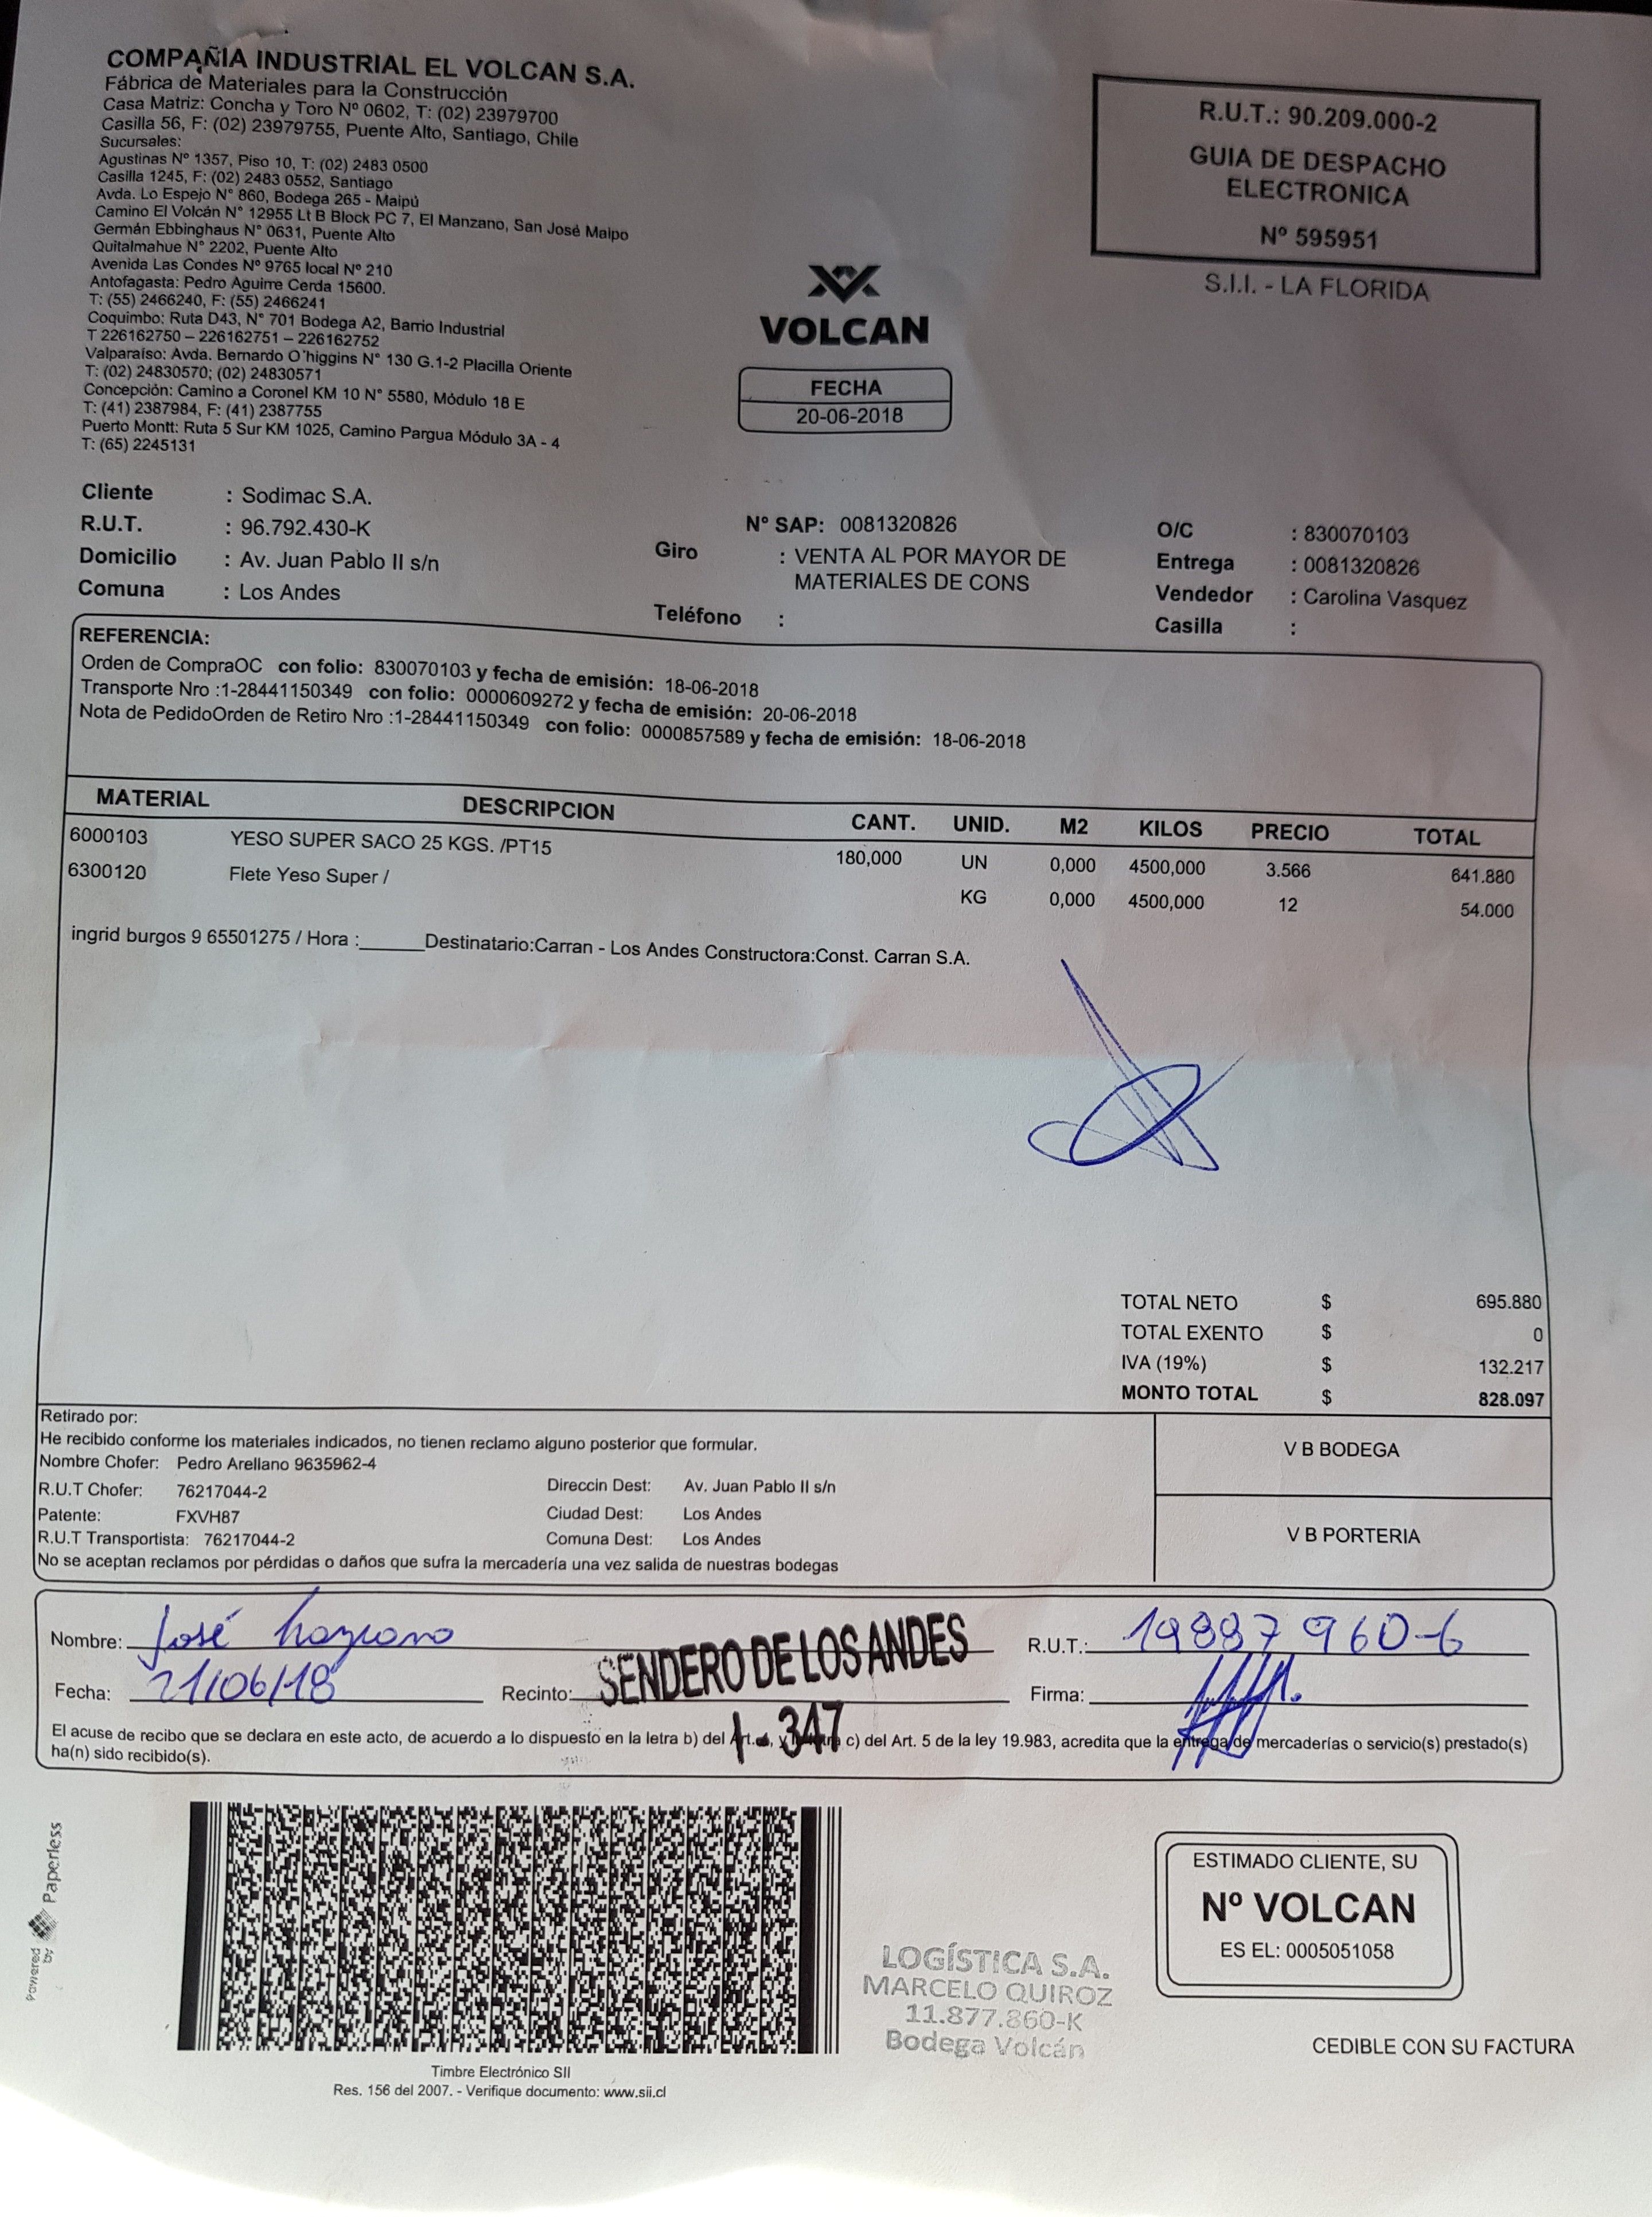 COMPAÑIA INDUSTRIAL EL VOLCAN S.A.
Fábrica de Materiales para la Construcción
Casa Matriz: Concha y Toro Nº 0602, T: (02) 23979700
Casilla 56, F: (02) 23979755, Puente Alto, Santiago, Chile
Sucursales:
Agustinas Nº 1357, Piso 10, T: (02) 2483 0500
Casilla 1245, F: (02) 2483 0552, Santiago
Avda. Lo Espejo N° 860, Bodega 265 - Maipú
Camino El Volcán N° 12955 Lt B Block PC 7, El Manzano, San José Maipo
Germán Ebbinghaus N° 0631, Puente Alto
Quitalmahue N° 2202, Puente Alto
Avenida Las Condes Nº 9765 local Nº 210
Antofagasta: Pedro Aguirre Cerda 15600.
T: (55) 2466240, F: (55) 2466241
Coquimbo: Ruta D43, N° 701 Bodega A2, Barrio Industrial
T 226162750 – 226162751 – 226162752
Valparaíso: Avda. Bernardo O´higgins N° 130 G.1-2 Placilla Oriente
T: (02) 24830570; (02) 24830571
Concepción: Camino a Coronel KM 10 N° 5580, Módulo 18 E
T: (41) 2387984, F: (41) 2387755
Puerto Montt: Ruta 5 Sur KM 1025, Camino Pargua Módulo 3A - 4
T: (65) 2245131
VOLCAN
FECHA
20-06-2018
R.U.T.: 90.209.000-2
GUIA DE DESPACHO
ELECTRONICA
Nº 595951
S.I.I. - LA FLORIDA
Cliente : Sodimac S.A.
R.U.T. : 96.792.430-K
Domicilio : Av. Juan Pablo II s/n
Comuna : Los Andes
N° SAP: 0081320826
Giro : VENTA AL POR MAYOR DE
MATERIALES DE CONS
Teléfono :
O/C : 830070103
Entrega : 0081320826
Vendedor : Carolina Vasquez
Casilla :
REFERENCIA:
Orden de CompraOC con folio: 830070103 y fecha de emisión: 18-06-2018
Transporte Nro :1-28441150349 con folio: 0000609272 y fecha de emisión: 20-06-2018
Nota de PedidoOrden de Retiro Nro :1-28441150349 con folio: 0000857589 y fecha de emisión: 18-06-2018
MATERIAL DESCRIPCION CANT. UNID. M2 KILOS PRECIO TOTAL
6000103 YESO SUPER SACO 25 KGS. /PT15 180,000 UN 0,000 4500,000 3.566 641.880
6300120 Flete Yeso Super / KG 0,000 4500,000 12 54.000
ingrid burgos 9 65501275 / Hora :______Destinatario:Carran - Los Andes Constructora:Const. Carran S.A.
TOTAL NETO $ 695.880
TOTAL EXENTO $ 0
IVA (19%) $ 132.217
MONTO TOTAL $ 828.097
Retirado por:
He recibido conforme los materiales indicados, no tienen reclamo alguno posterior que formular.
Nombre Chofer: Pedro Arellano 9635962-4
R.U.T Chofer: 76217044-2 Direccin Dest: Av. Juan Pablo II s/n
Patente: FXVH87 Ciudad Dest: Los Andes
R.U.T Transportista: 76217044-2 Comuna Dest: Los Andes
No se aceptan reclamos por pérdidas o daños que sufra la mercadería una vez salida de nuestras bodegas
V B BODEGA
V B PORTERIA
Nombre: José R.U.T.: 19887960-6
Fecha: 21/06/18 Recinto: SENDERO DE LOS ANDES Firma:
1 347
El acuse de recibo que se declara en este acto, de acuerdo a lo dispuesto en la letra b) del c) del Art. 5 de la ley 19.983, acredita que la entrega de mercaderías o servicio(s) prestado(s)
ha(n) sido recibido(s).
Powered by Paperless
Timbre Electrónico SII
Res. 156 del 2007. - Verifique documento: www.sii.cl
LOGÍSTICA S.A.
MARCELO QUIROZ
11.877.860-K
Bodega Volcán
ESTIMADO CLIENTE, SU
Nº VOLCAN
ES EL: 0005051058
CEDIBLE CON SU FACTURA